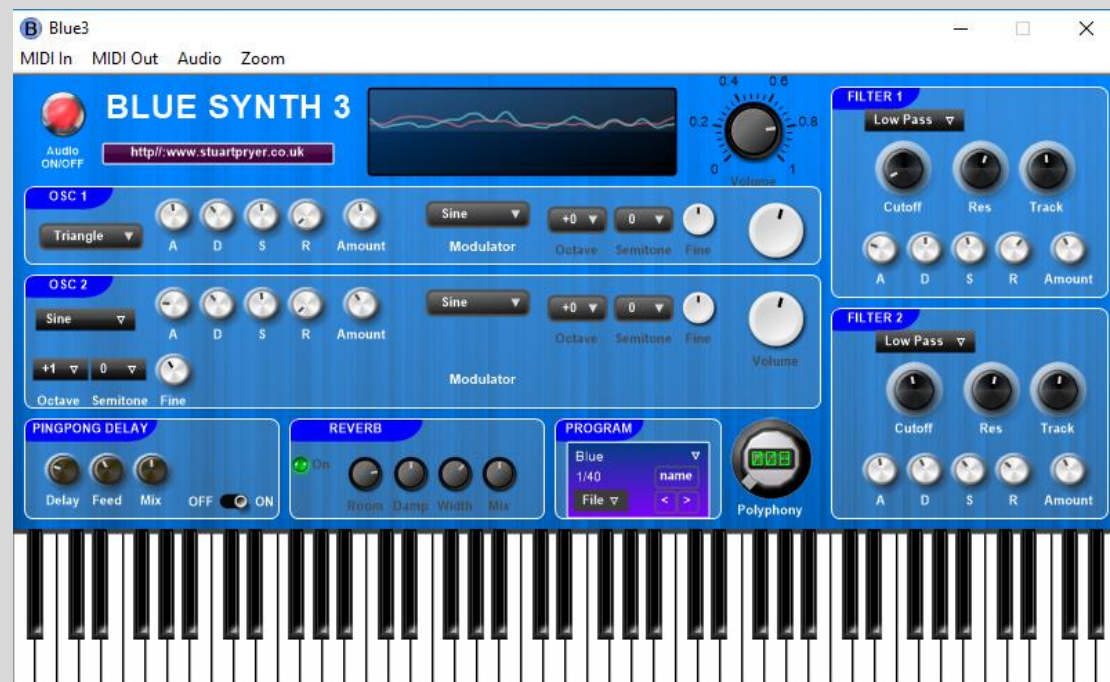 Blue3
MIDI In MIDI Out Audio Zoom
BLUE SYNTH 3
Audio
ON/OFF
http//:www.stuartpryer.co.uk
0 0.2 0.4 0.6 0.8 1
Volume
OSC 1
Triangle
A D S R Amount
Sine
Modulator
+0 0
Octave Semitone Fine
OSC 2
Sine
A D S R Amount
+1 0
Octave Semitone Fine
Sine
Modulator
+0 0
Octave Semitone Fine
Volume
FILTER 1
Low Pass
Cutoff Res Track
A D S R Amount
FILTER 2
Low Pass
Cutoff Res Track
A D S R Amount
PINGPONG DELAY
Delay Feed Mix OFF ON
REVERB
On
Room Damp Width Mix
PROGRAM
Blue
1/40 name
File < >
008
Polyphony